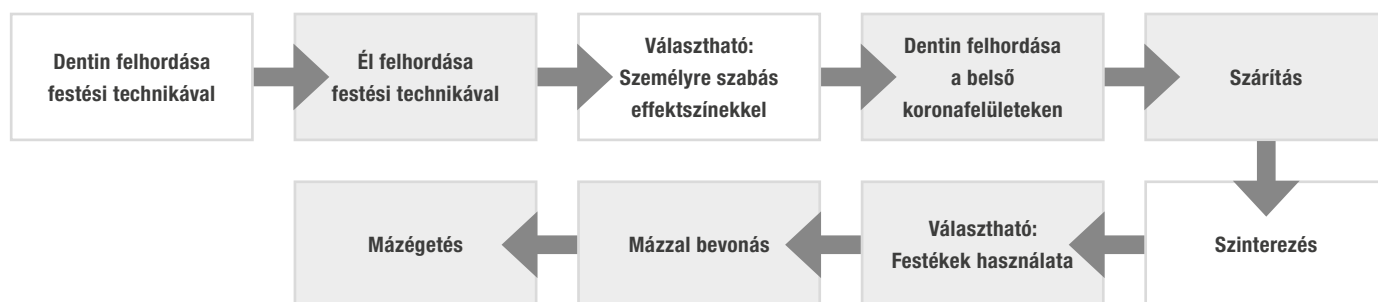 Dentin felhordása
festési technikával
Él felhordása
festési technikával
Választható:
Személyre szabás
effektszínekkel
Dentin felhordása
a belső
koronafelületeken
Szárítás
Szinterezés
Választható:
Festékek használata
Mázzal bevonás
Mázégetés